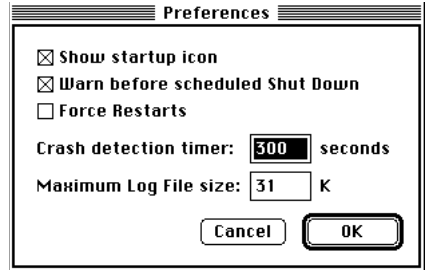 Preferences
Show startup icon
Warn before scheduled Shut Down
Force Restarts
Crash detection timer: 300 seconds
Maximum Log File size: 31 K
Cancel OK